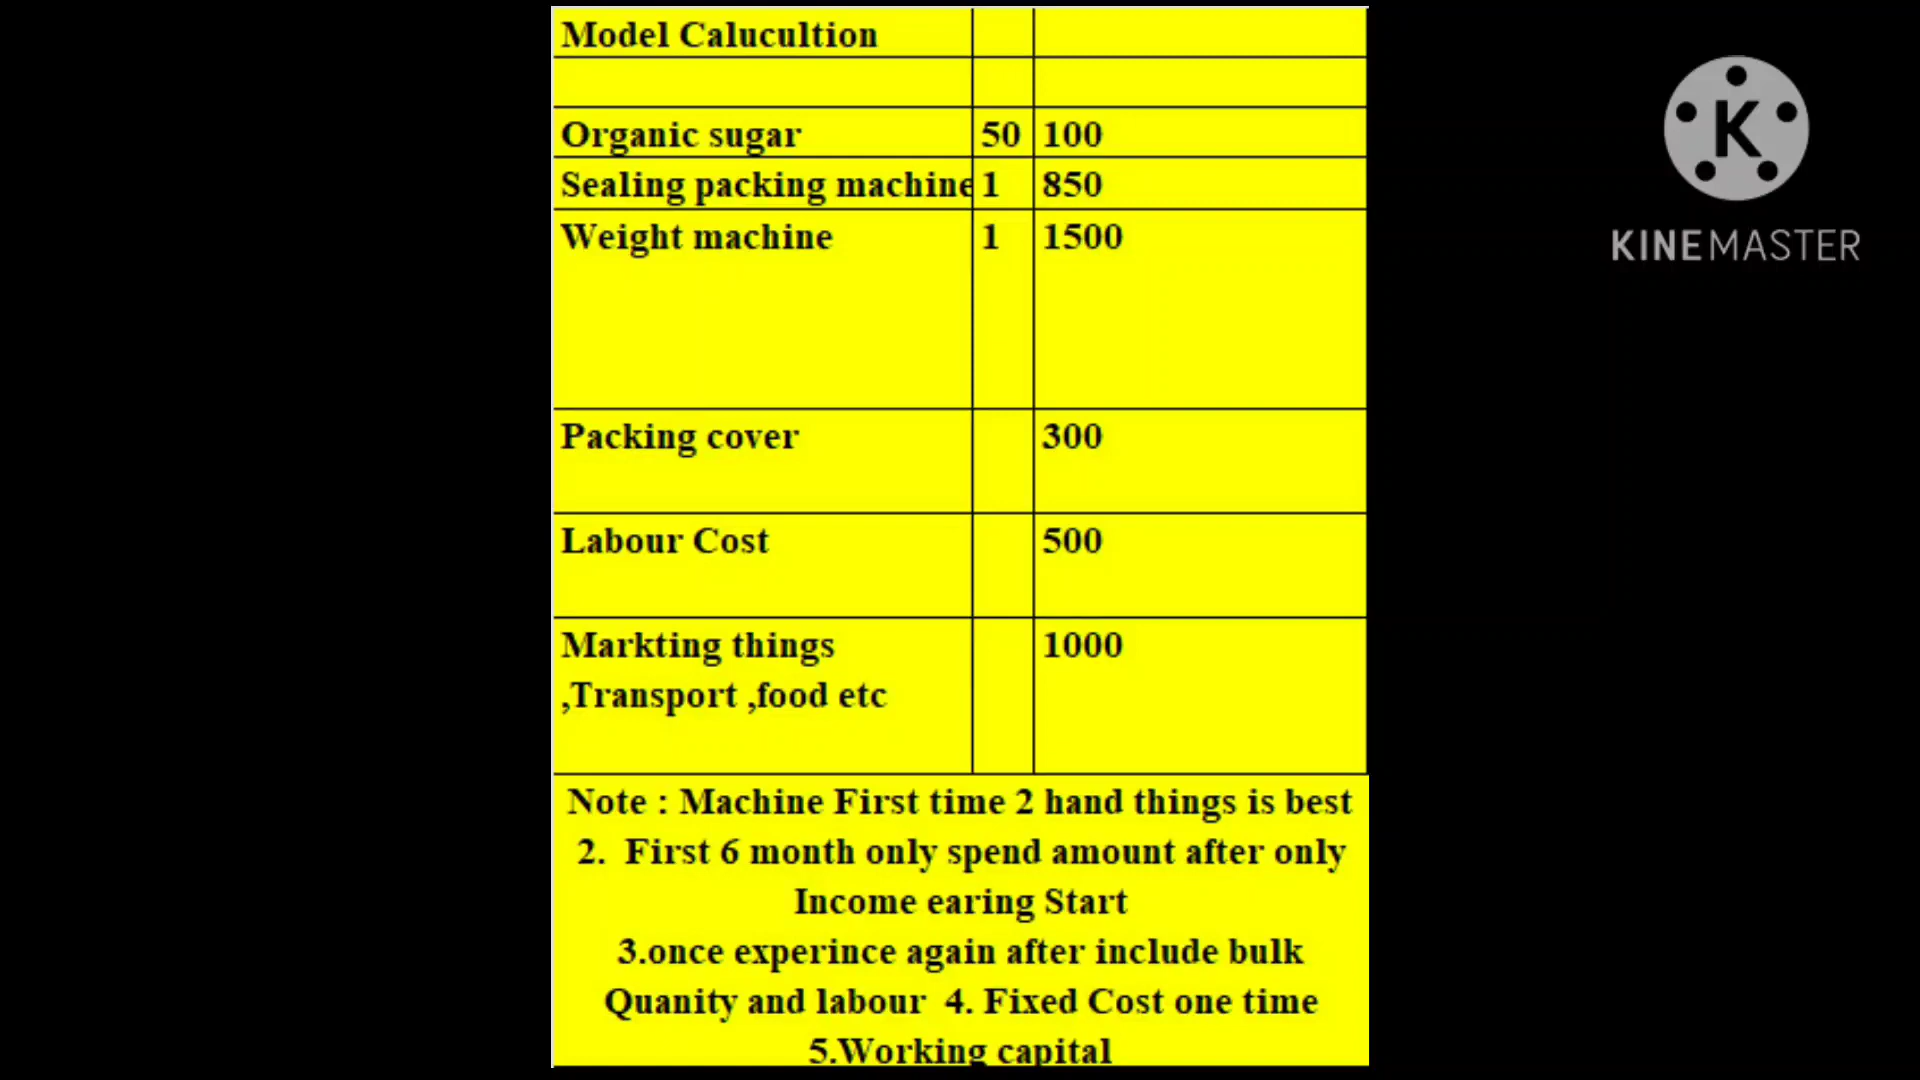 Model Calucultion
Organic sugar 50 100
Sealing packing machine 1 850
Weight machine 1 1500
Packing cover 300
Labour Cost 500
Markting things 1000
,Transport ,food etc
Note : Machine First time 2 hand things is best
2. First 6 month only spend amount after only
Income earing Start
3.once experince again after include bulk
Quanity and labour 4. Fixed Cost one time
5.Working capital
K
KINEMASTER